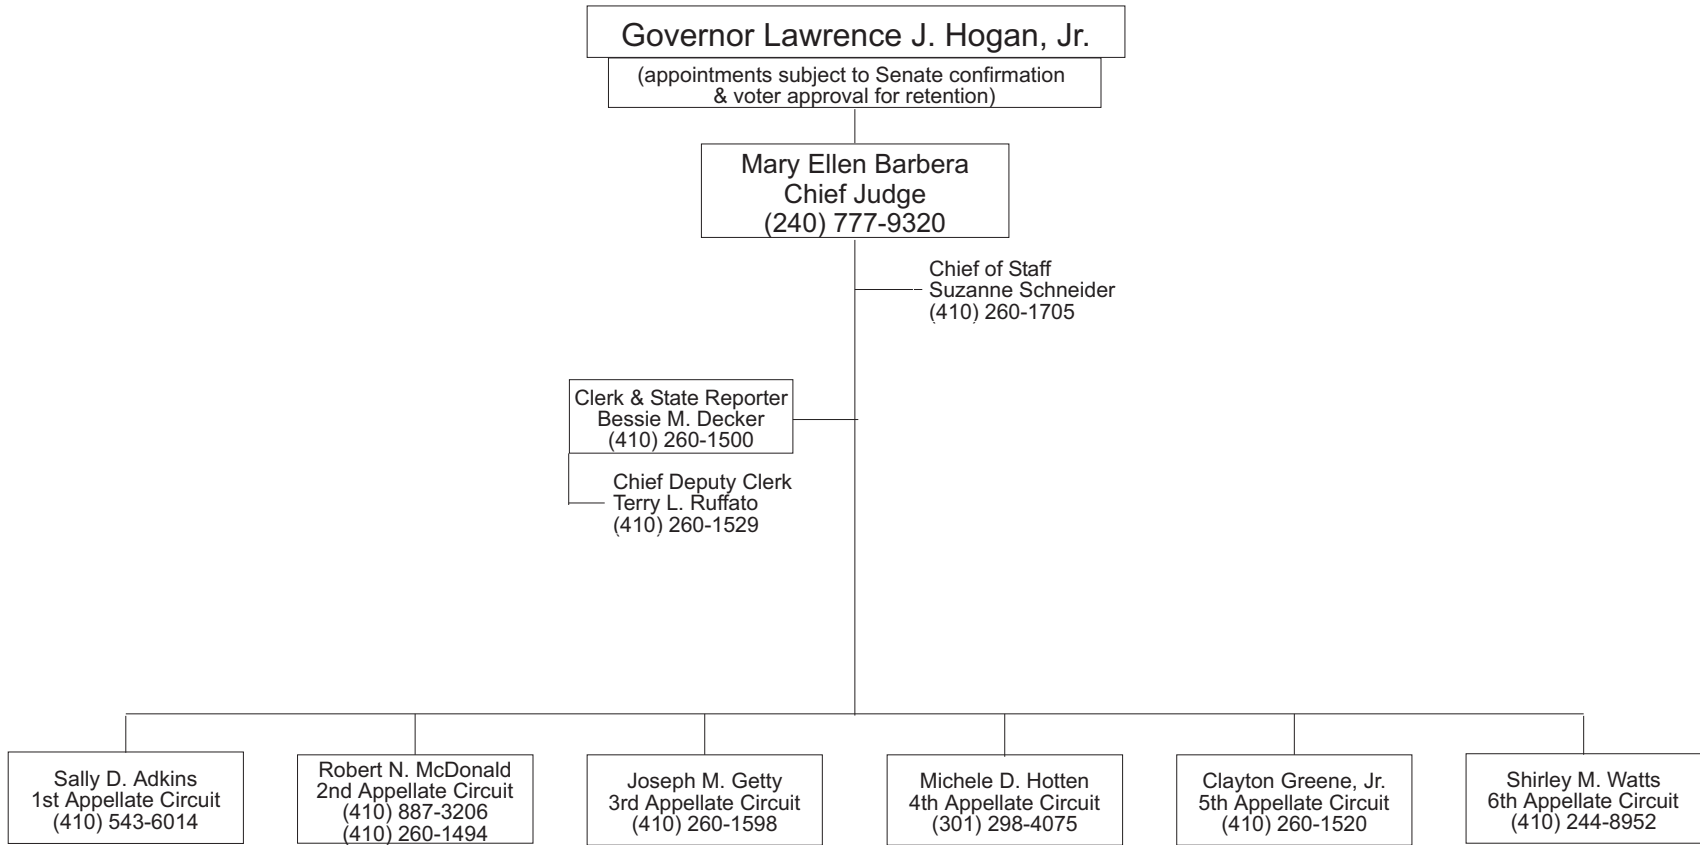 Governor Lawrence J. Hogan, Jr.
(appointments subject to Senate confirmation
& voter approval for retention)
Mary Ellen Barbera
Chief Judge
(240) 777-9320
Chief of Staff
Suzanne Schneider
(410) 260-1705
Clerk & State Reporter
Bessie M. Decker
(410) 260-1500
Chief Deputy Clerk
Terry L. Ruffato
(410) 260-1529
Sally D. Adkins
1st Appellate Circuit
(410) 543-6014
Robert N. McDonald
2nd Appellate Circuit
(410) 887-3206
(410) 260-1494
Joseph M. Getty
3rd Appellate Circuit
(410) 260-1598
Michele D. Hotten
4th Appellate Circuit
(301) 298-4075
Clayton Greene, Jr.
5th Appellate Circuit
(410) 260-1520
Shirley M. Watts
6th Appellate Circuit
(410) 244-8952